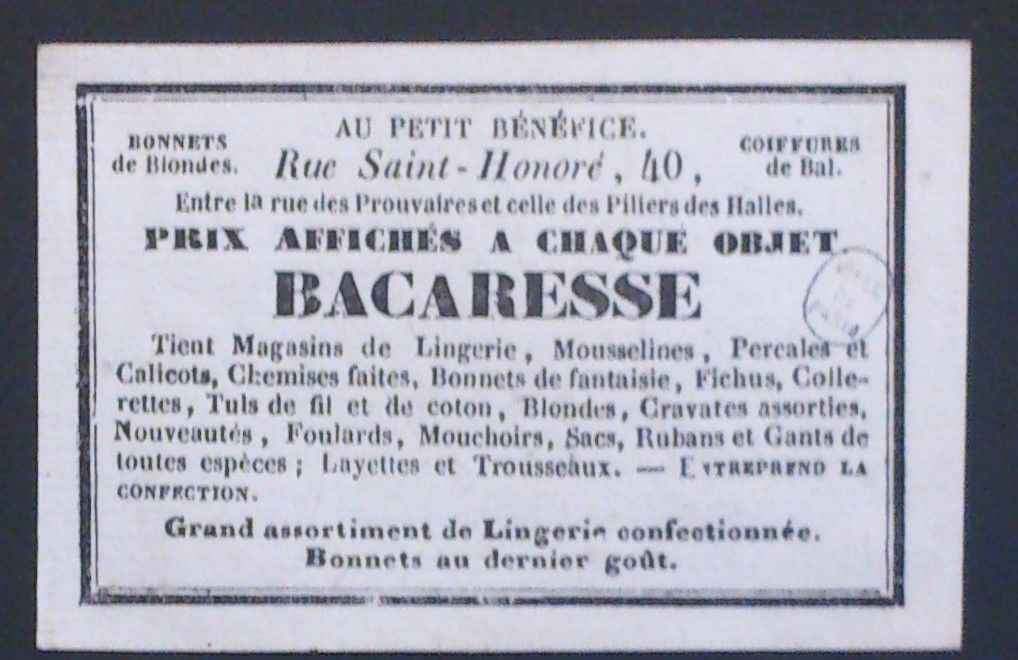 AU PETIT BÉNÉFICE.
BONNETS
de Blondes.
Rue Saint-Honoré, 40,
COIFFURES
de Bal.
Entre la rue des Prouvaires et celle des Piliers des Halles.
PRIX AFFICHÉS A CHAQUE OBJET
BACARESSE
Tient Magasins de Lingerie, Mousselines, Percales et
Calicots, Chemises faites, Bonnets de fantaisie, Fichus, Colle-
rettes, Tuls de fil et de coton, Blondes, Cravates assorties,
Nouveautés, Foulards, Mouchoirs, Sacs, Rubans et Gants de
toutes espèces; Layettes et Trousseaux. — ENTREPREND LA
CONFECTION.
Grand assortiment de Lingerie confectionnée.
Bonnets au dernier goût.
VILLE
DE
PARIS